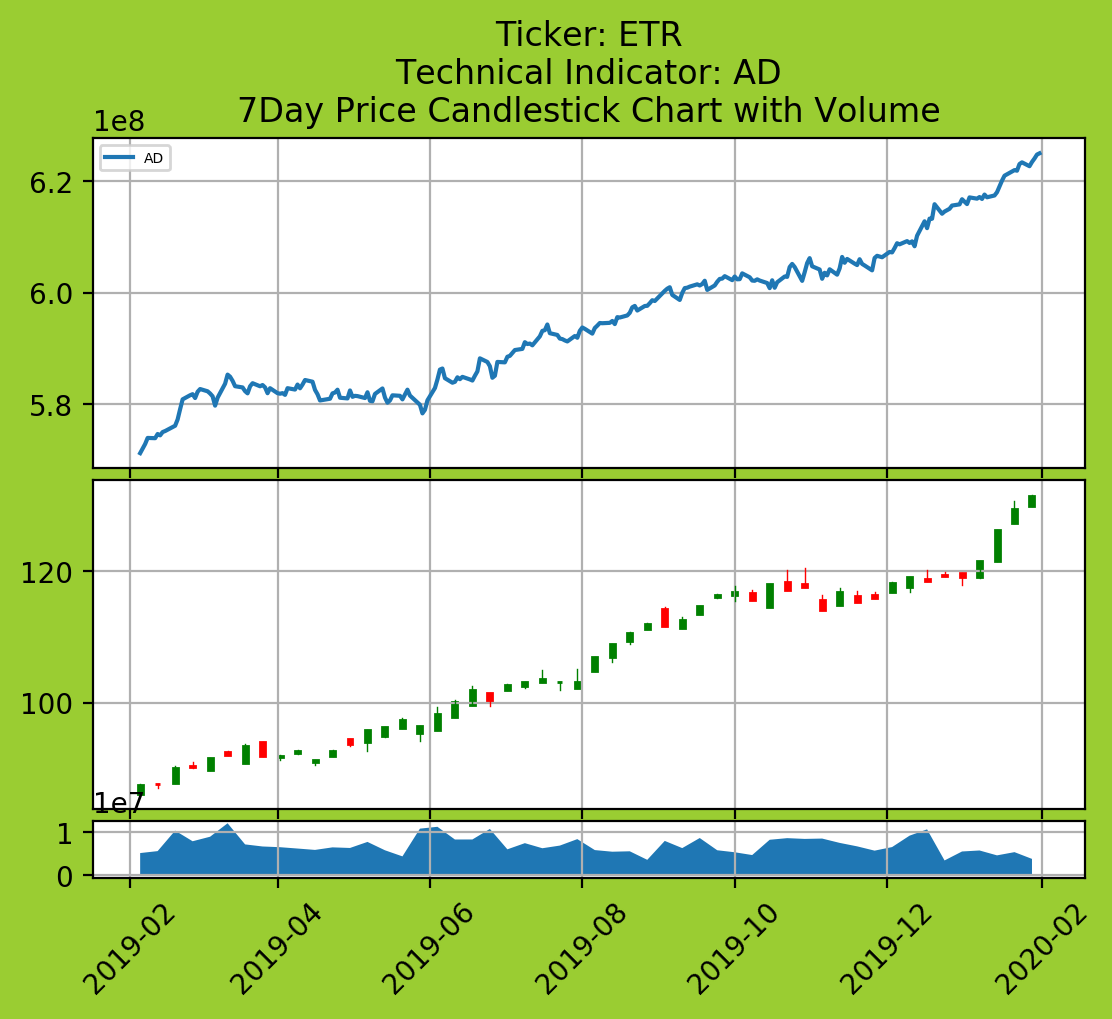 Ticker: ETR
Technical Indicator: AD
7Day Price Candlestick Chart with Volume
1e8
AD
6.2
6.0
5.8
120
100
1e7
1
0
2019-02
2019-04
2019-06
2019-08
2019-10
2019-12
2020-02